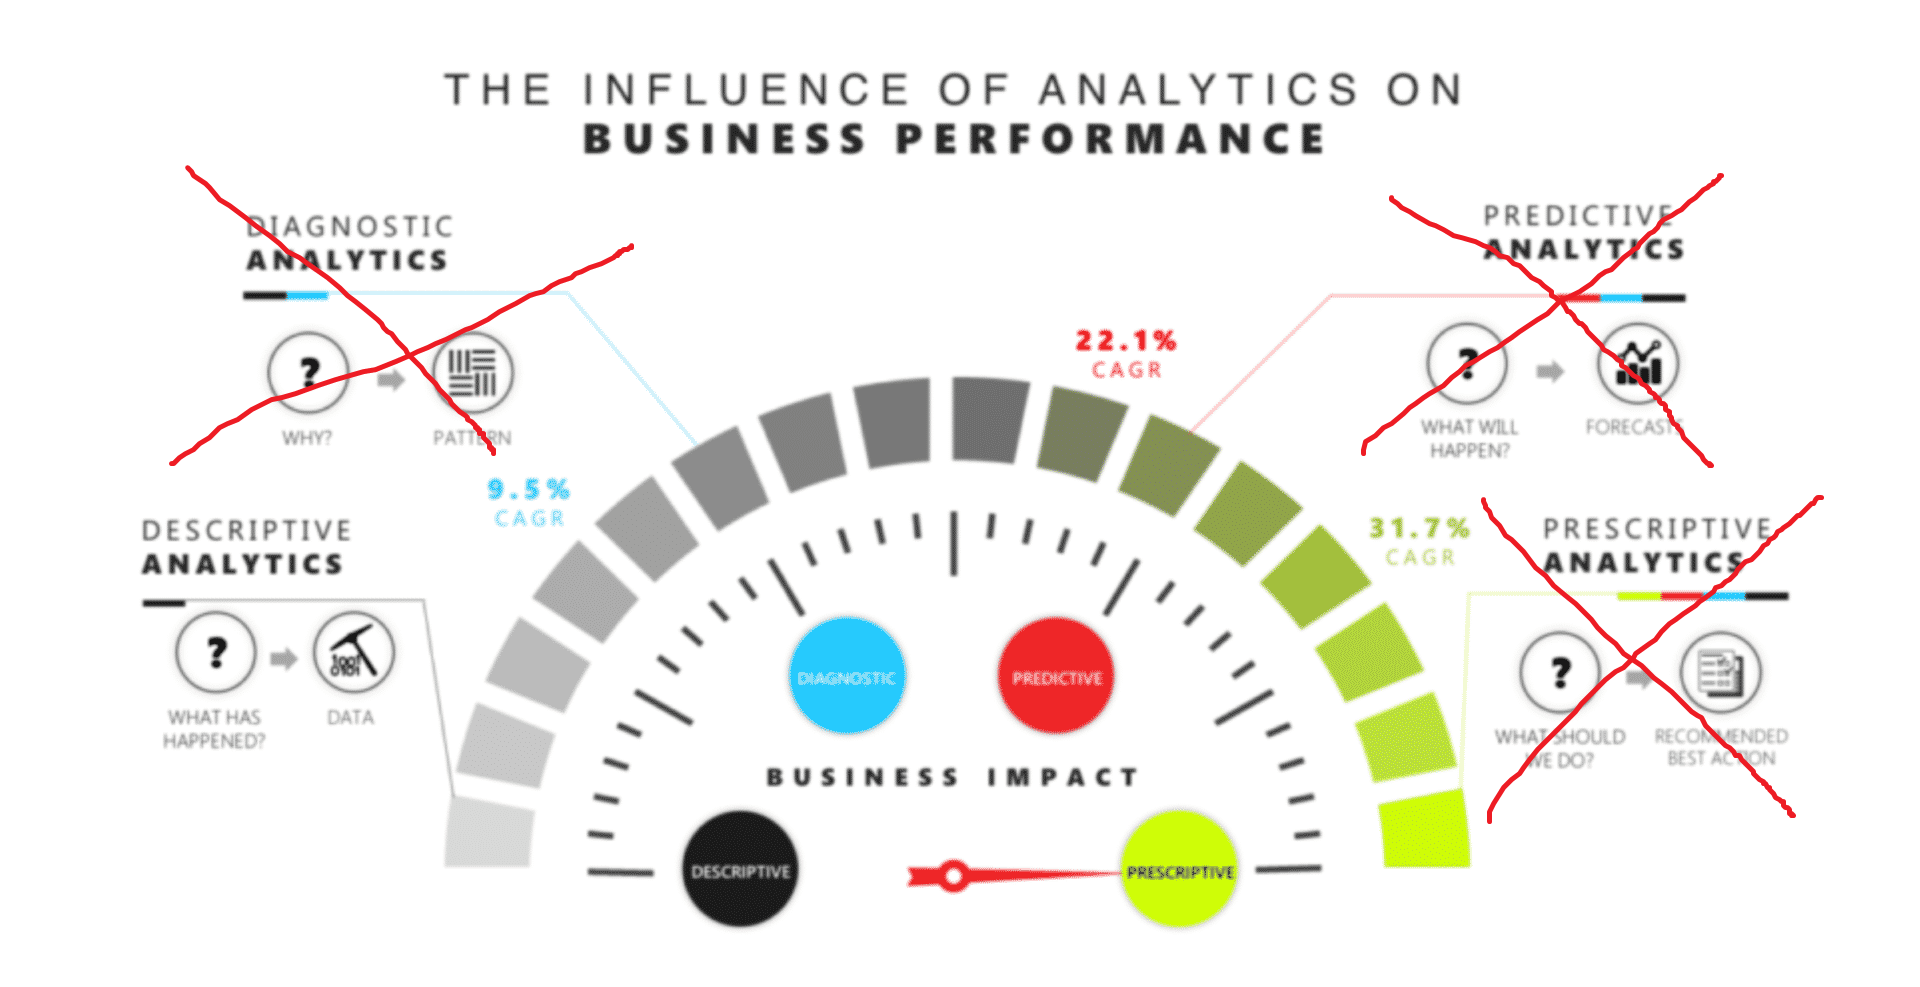 THE INFLUENCE OF ANALYTICS ON
BUSINESS PERFORMANCE
DIAGNOSTIC
ANALYTICS
WHY?
PATTERN
9.5%
CAGR
DESCRIPTIVE
ANALYTICS
WHAT HAS
HAPPENED?
1001
0101
DATA
22.1%
CAGR
PREDICTIVE
ANALYTICS
WHAT WILL
HAPPEN?
FORECASTS
31.7%
CAGR
PRESCRIPTIVE
ANALYTICS
WHAT SHOULD
WE DO?
RECOMMENDED
BEST ACTION
DIAGNOSTIC
PREDICTIVE
BUSINESS IMPACT
DESCRIPTIVE
PRESCRIPTIVE